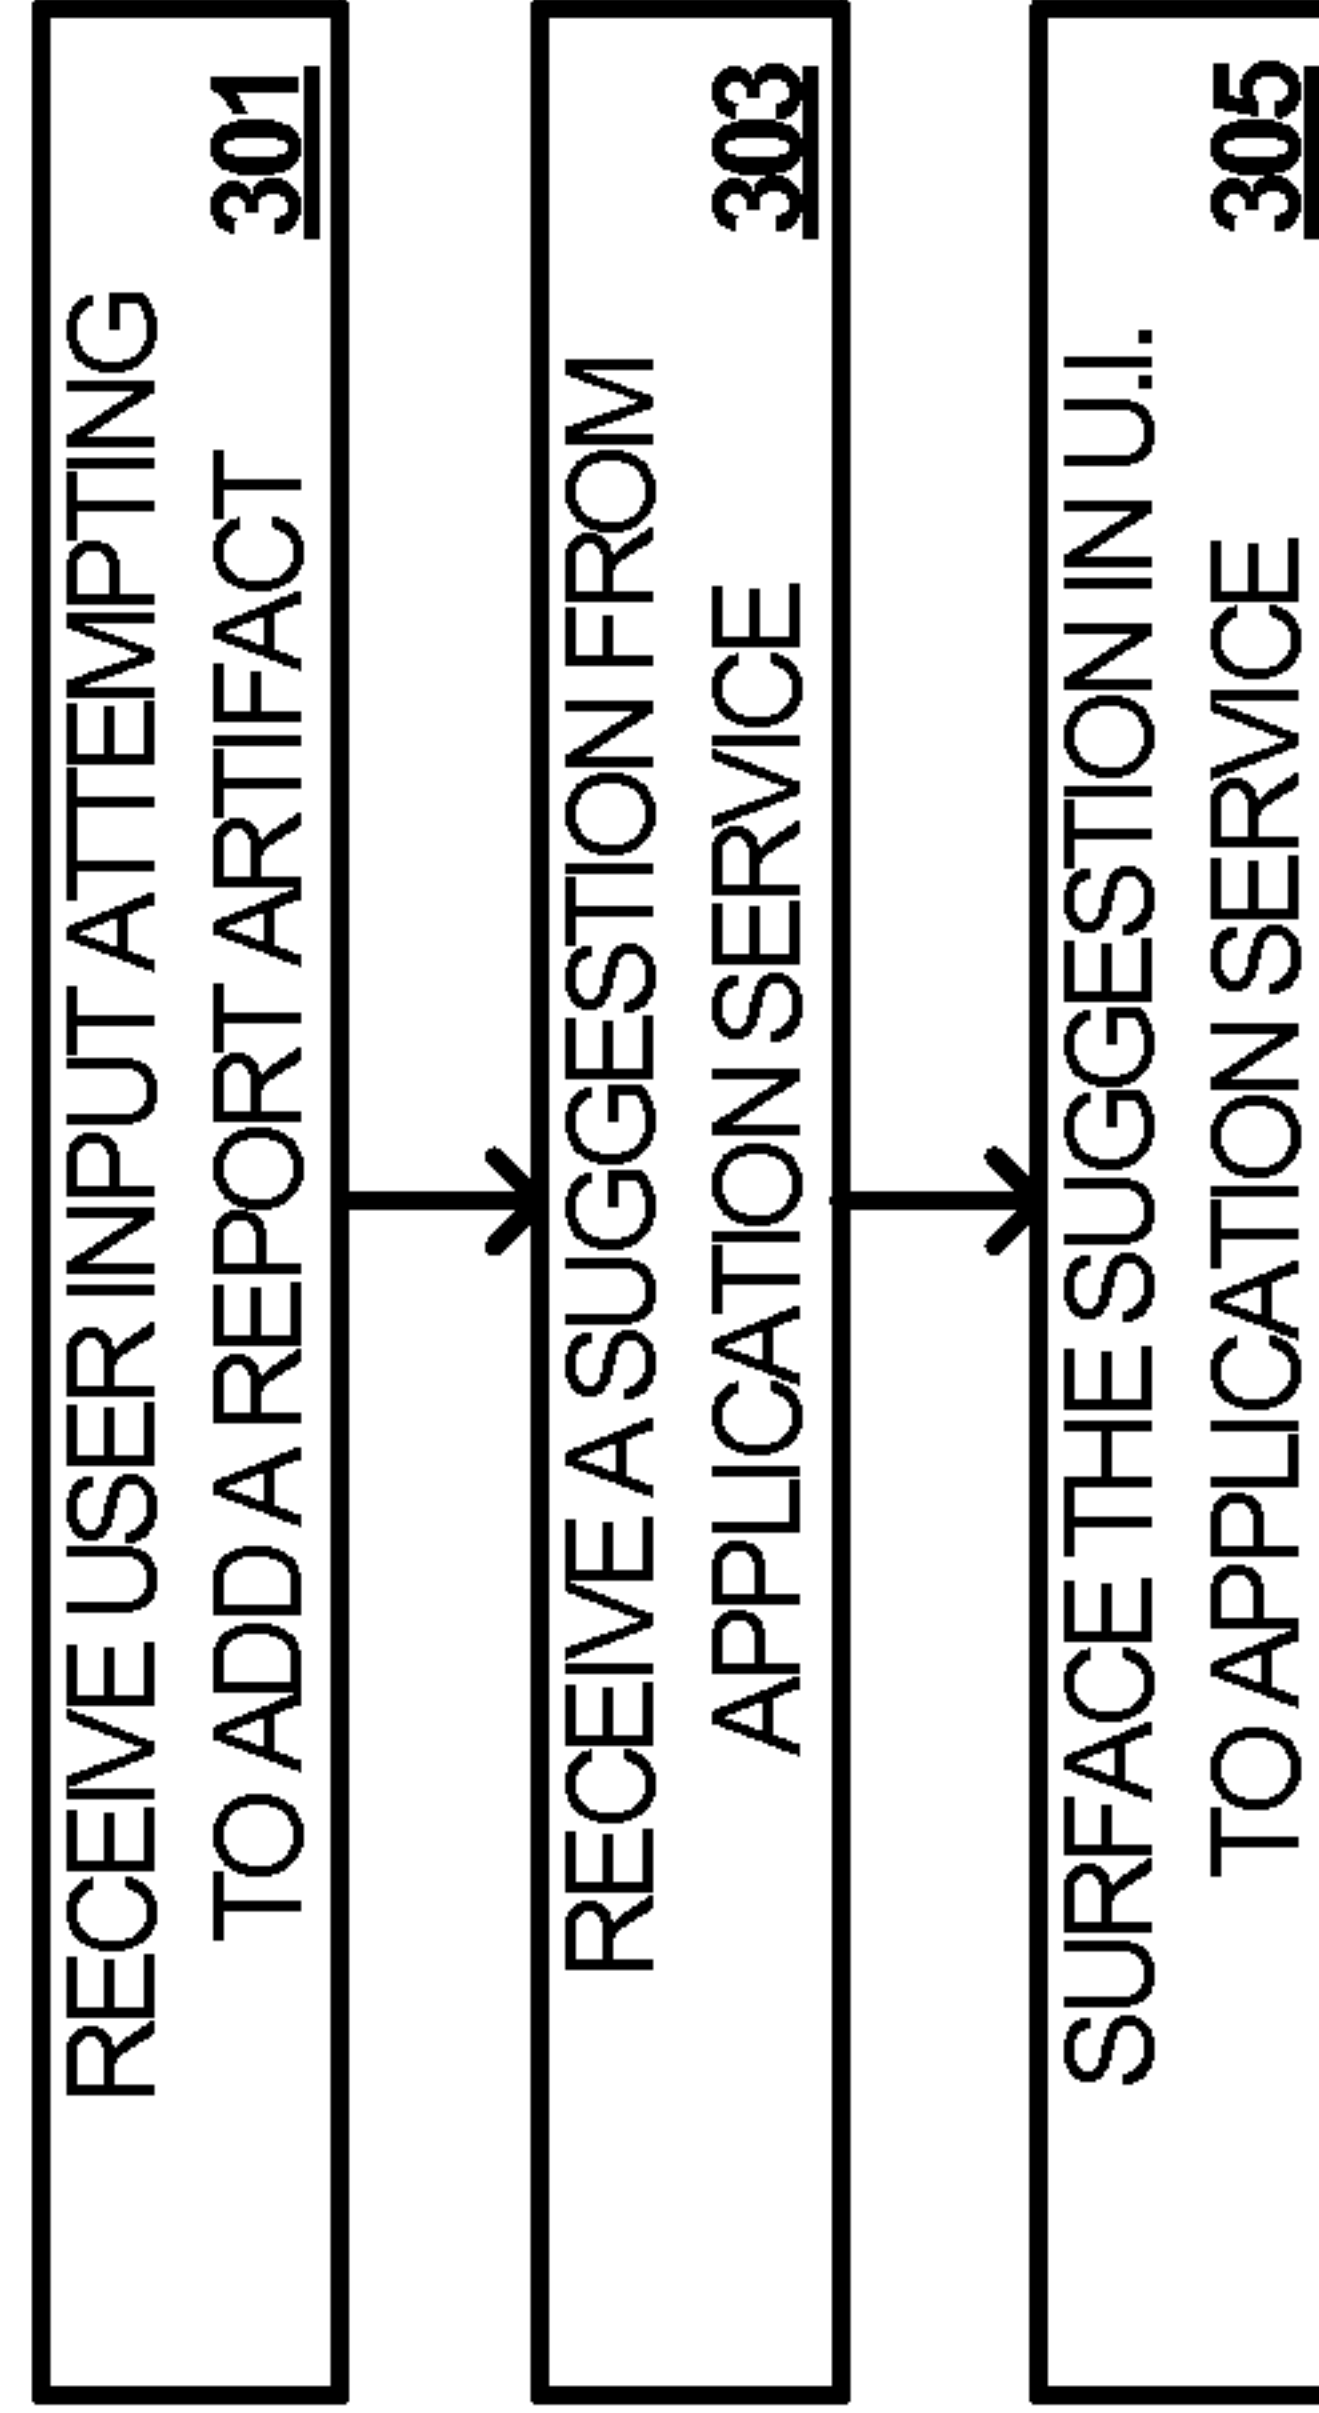 RECEIVE USER INPUT ATTEMPTING
TO ADD A REPORT ARTIFACT 301
RECEIVE A SUGGESTION FROM
APPLICATION SERVICE 303
SURFACE THE SUGGESTION IN U.I.
TO APPLICATION SERVICE 305